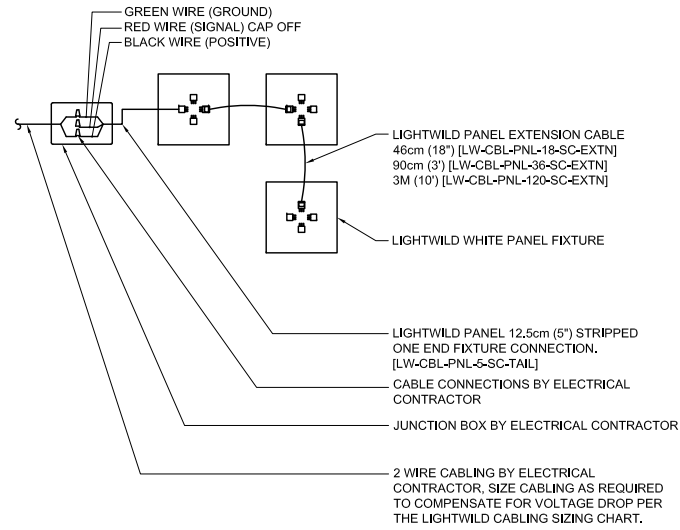 GREEN WIRE (GROUND)
RED WIRE (SIGNAL) CAP OFF
BLACK WIRE (POSITIVE)
LIGHTWILD PANEL EXTENSION CABLE
46cm (18") [LW-CBL-PNL-18-SC-EXTN]
90cm (3') [LW-CBL-PNL-36-SC-EXTN]
3M (10') [LW-CBL-PNL-120-SC-EXTN]
LIGHTWILD WHITE PANEL FIXTURE
LIGHTWILD PANEL 12.5cm (5") STRIPPED
ONE END FIXTURE CONNECTION.
[LW-CBL-PNL-5-SC-TAIL]
CABLE CONNECTIONS BY ELECTRICAL
CONTRACTOR
JUNCTION BOX BY ELECTRICAL CONTRACTOR
2 WIRE CABLING BY ELECTRICAL
CONTRACTOR, SIZE CABLING AS REQUIRED
TO COMPENSATE FOR VOLTAGE DROP PER
THE LIGHTWILD CABLING SIZING CHART.